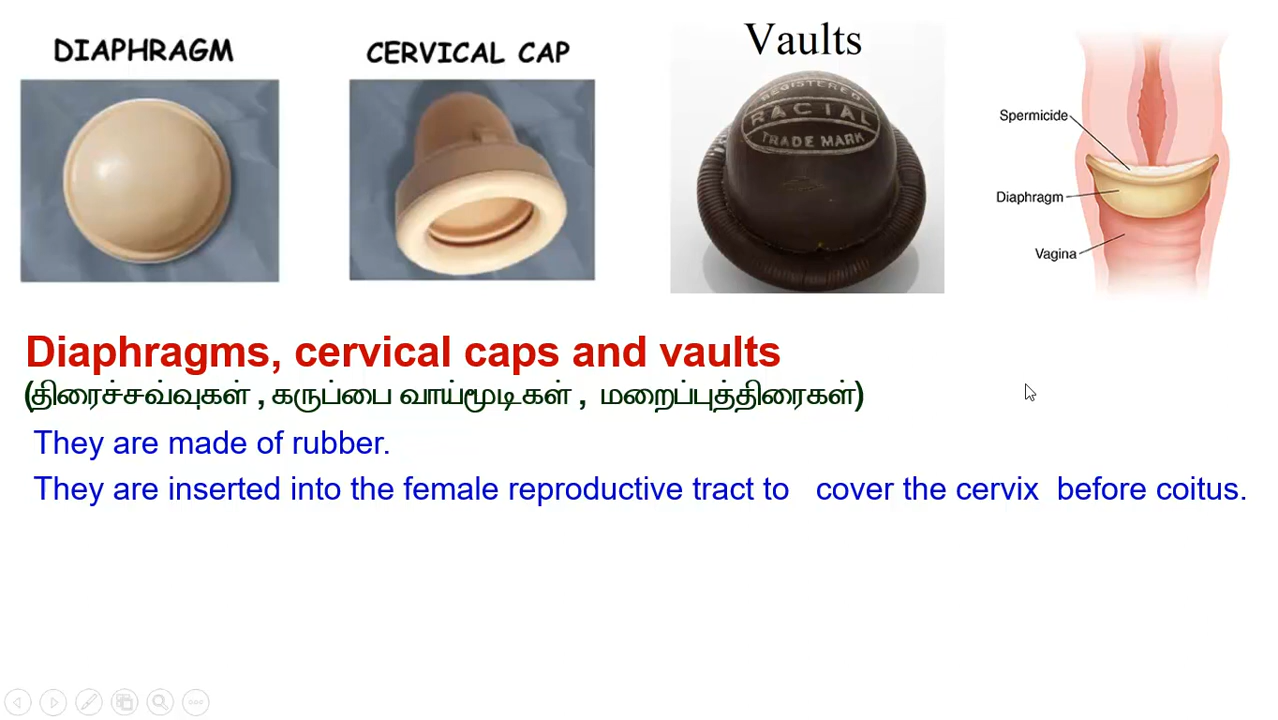 DIAPHRAGM
CERVICAL CAP
Vaults
REGISTERED
RACIAL
TRADE MARK
Spermicide
Diaphragm
Vagina
Diaphragms, cervical caps and vaults
(திரைச்சவ்வுகள் , கருப்பை வாய்மூடிகள் , மறைப்புத்திரைகள்)
They are made of rubber.
They are inserted into the female reproductive tract to cover the cervix before coitus.